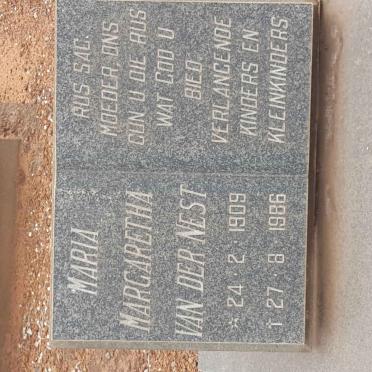 MARIA
MARGARETHA
VAN DER NEST
* 24 · 2 · 1909
† 27 · 8 · 1986
RUS SAG,
MOEDER ONS
GUN U DIE RUS
WAT GOD U
BIED
VERLANGENDE
KINDERS EN
KLEINKINDERS